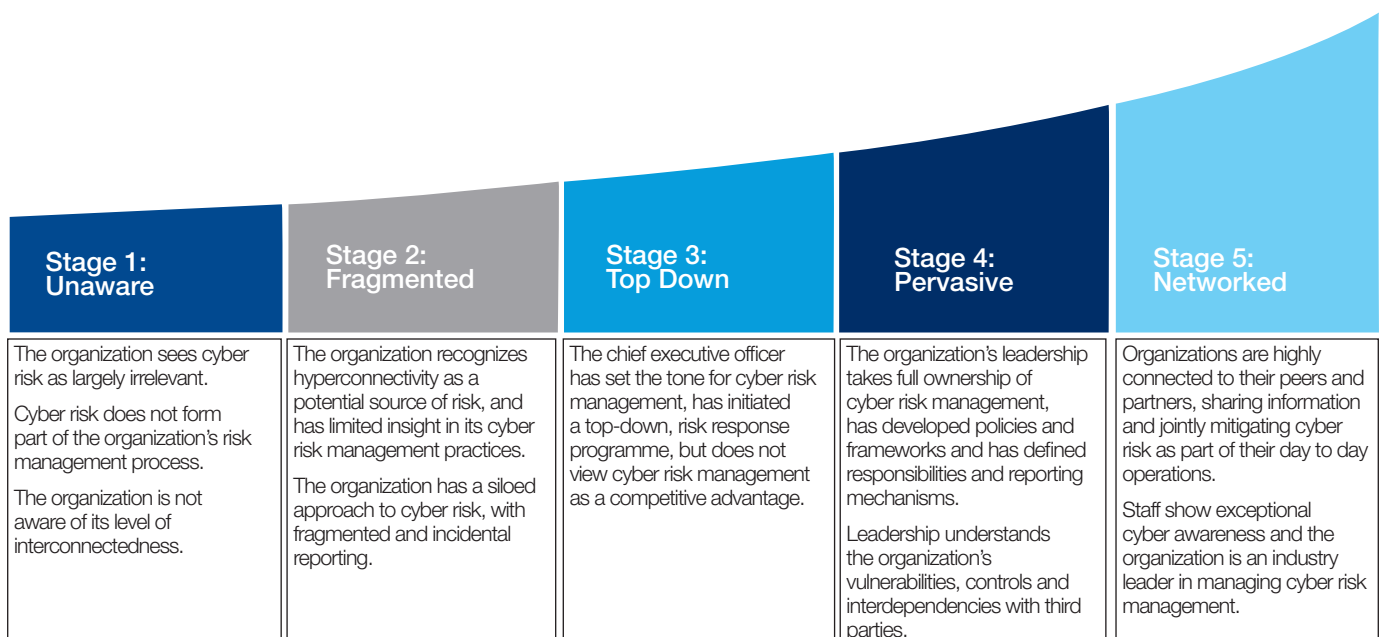 Stage 1:
Unaware
The organization sees cyber
risk as largely irrelevant.
Cyber risk does not form
part of the organization's risk
management process.
The organization is not
aware of its level of
interconnectedness.
Stage 2:
Fragmented
The organization recognizes
hyperconnectivity as a
potential source of risk, and
has limited insight in its cyber
risk management practices.
The organization has a siloed
approach to cyber risk, with
fragmented and incidental
reporting.
Stage 3:
Top Down
The chief executive officer
has set the tone for cyber risk
management, has initiated
a top-down, risk response
programme, but does not
view cyber risk management
as a competitive advantage.
Stage 4:
Pervasive
The organization's leadership
takes full ownership of
cyber risk management,
has developed policies and
frameworks and has defined
responsibilities and reporting
mechanisms.
Leadership understands
the organization's
vulnerabilities, controls and
interdependencies with third
parties.
Stage 5:
Networked
Organizations are highly
connected to their peers and
partners, sharing information
and jointly mitigating cyber
risk as part of their day to day
operations.
Staff show exceptional
cyber awareness and the
organization is an industry
leader in managing cyber risk
management.